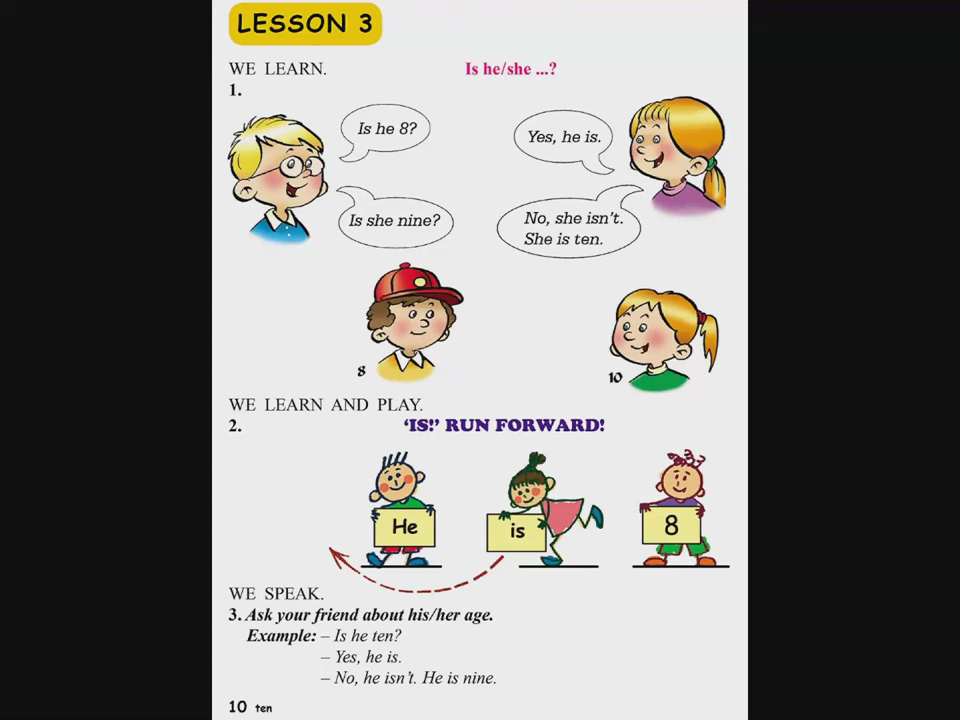 LESSON 3
WE LEARN.
Is he/she ...?
1.
Is he 8?
Yes, he is.
Is she nine?
No, she isn't.
She is ten.
8
10
WE LEARN AND PLAY.
2.
‘IS!’ RUN FORWARD!
He
is
8
WE SPEAK.
3. Ask your friend about his/her age.
Example: – Is he ten?
– Yes, he is.
– No, he isn't. He is nine.
10 ten